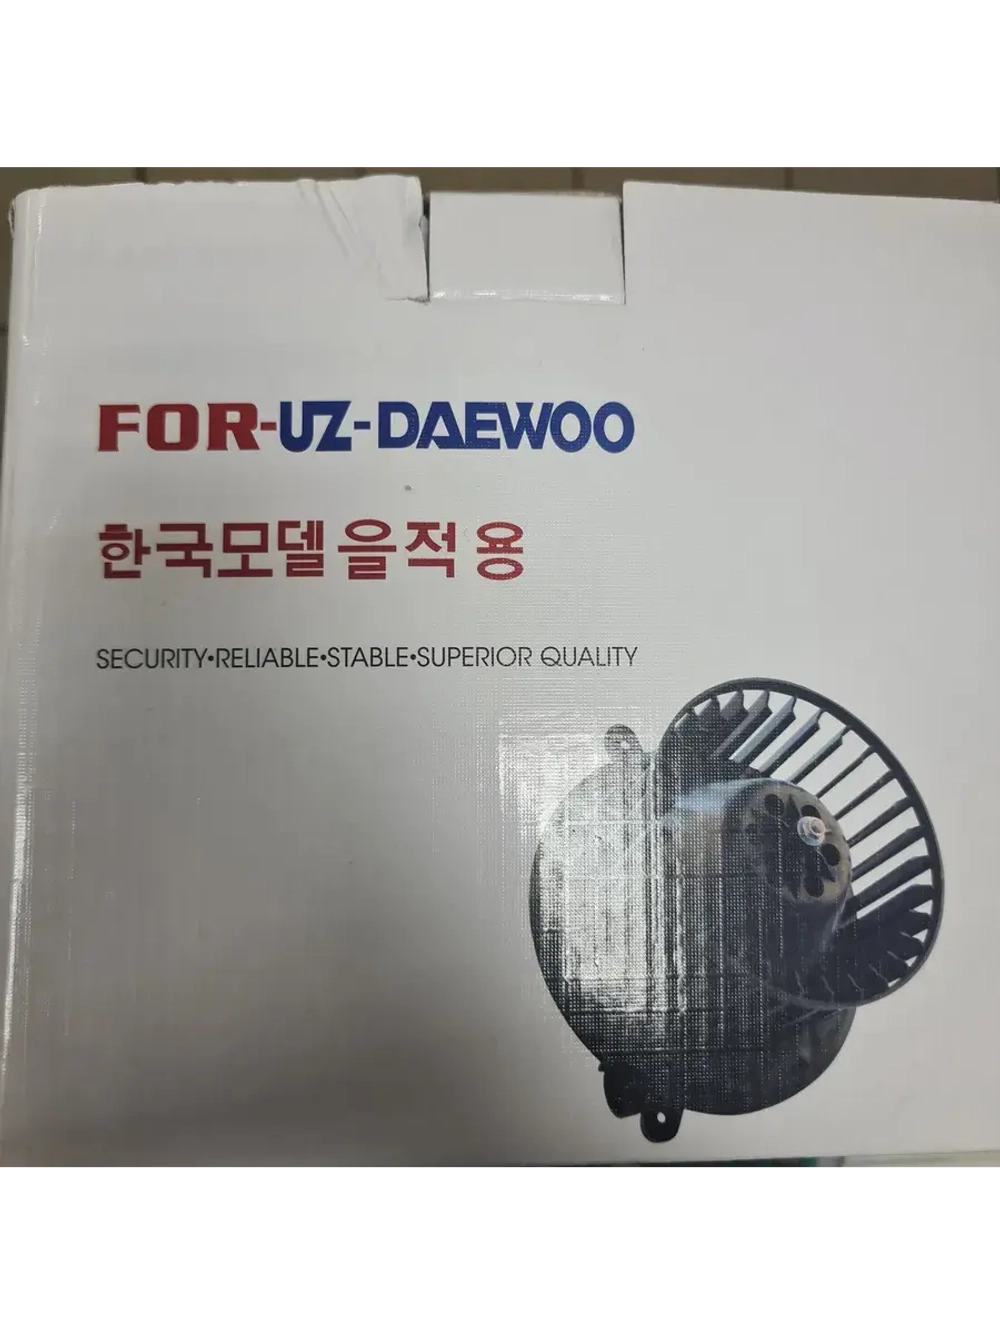 FOR-UZ-DAEWOO
한국모델을적용
SECURITY•RELIABLE•STABLE•SUPERIOR QUALITY